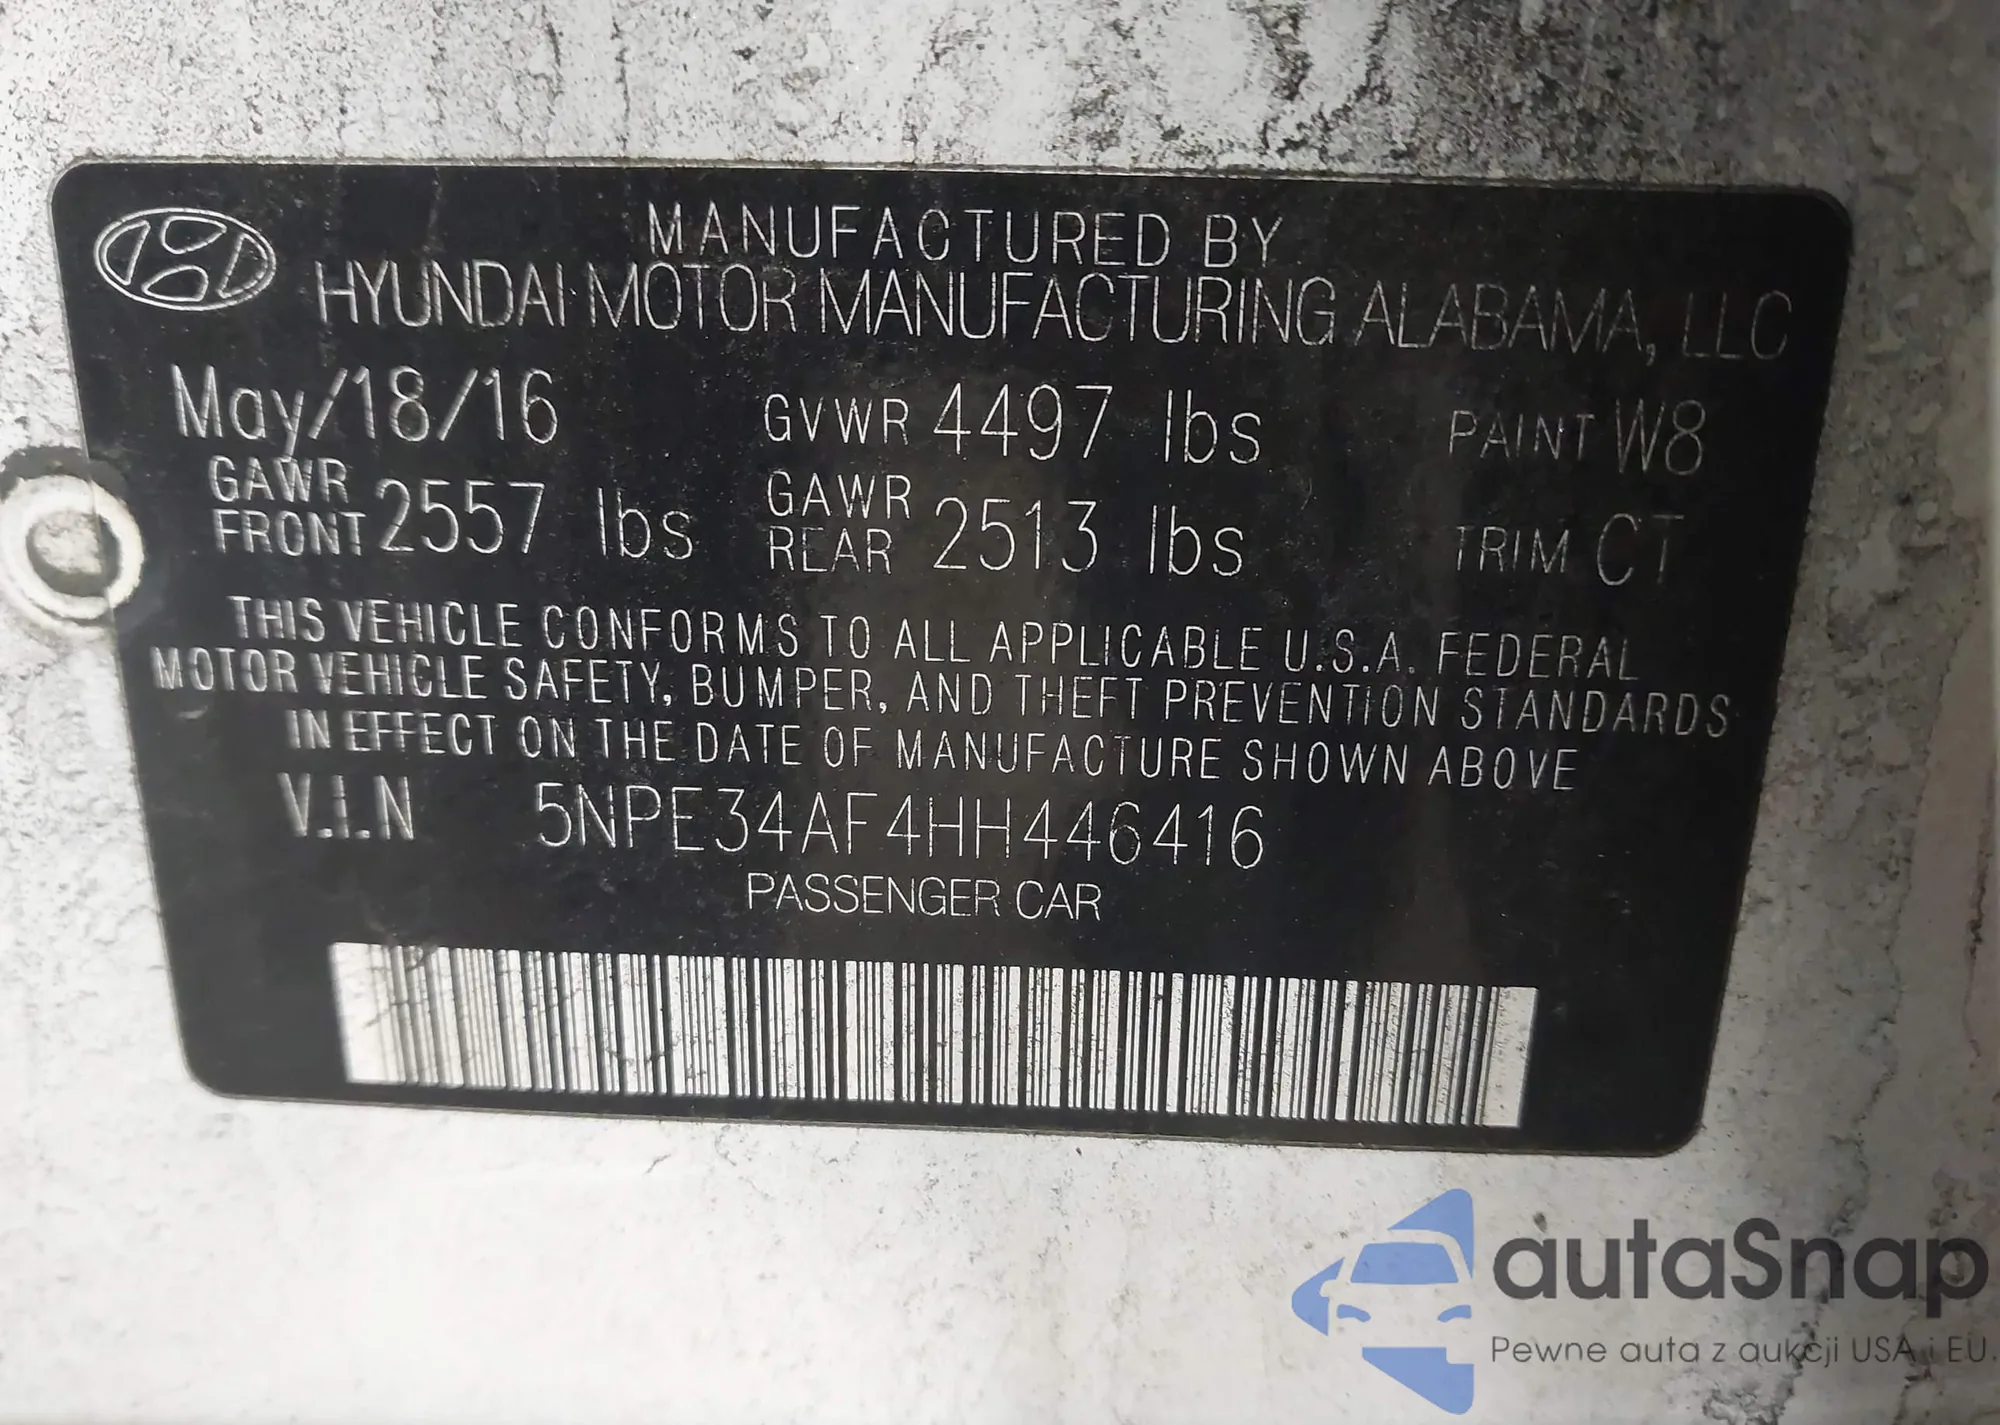 MANUFACTURED BY
HYUNDAI MOTOR MANUFACTURING ALABAMA, LLC
May/18/16 GVWR 4497 lbs PAINT W8
GAWR FRONT 2557 lbs GAWR REAR 2513 lbs TRIM CT
THIS VEHICLE CONFORMS TO ALL APPLICABLE U.S.A. FEDERAL
MOTOR VEHICLE SAFETY, BUMPER, AND THEFT PREVENTION STANDARDS
IN EFFECT ON THE DATE OF MANUFACTURE SHOWN ABOVE
V.I.N 5NPE34AF4HH446416
PASSENGER CAR
autaSnap
Pewne auta z aukcji USA i EU.